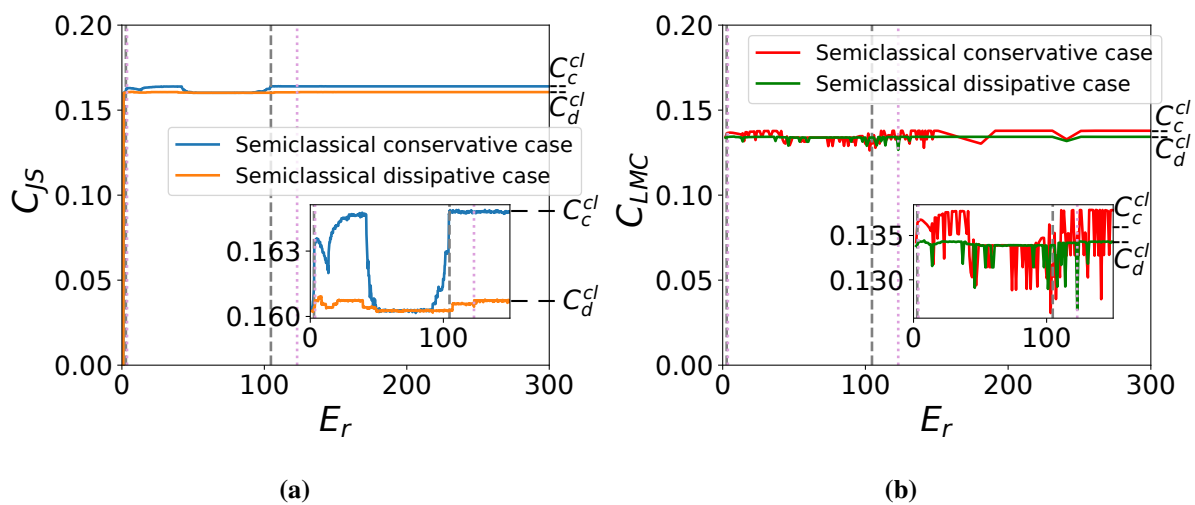 0.20
0.15
0.10
0.05
0.00
C_JS
C_c^cl
C_d^cl
Semiclassical conservative case
Semiclassical dissipative case
0.163
0.160
0
100
C_c^cl
C_d^cl
0
100
200
300
E_r
(a)
0.20
0.15
0.10
0.05
0.00
C_LMC
Semiclassical conservative case
Semiclassical dissipative case
C_c^cl
C_d^cl
0.135
0.130
0
100
C_c^cl
C_d^cl
0
100
200
300
E_r
(b)